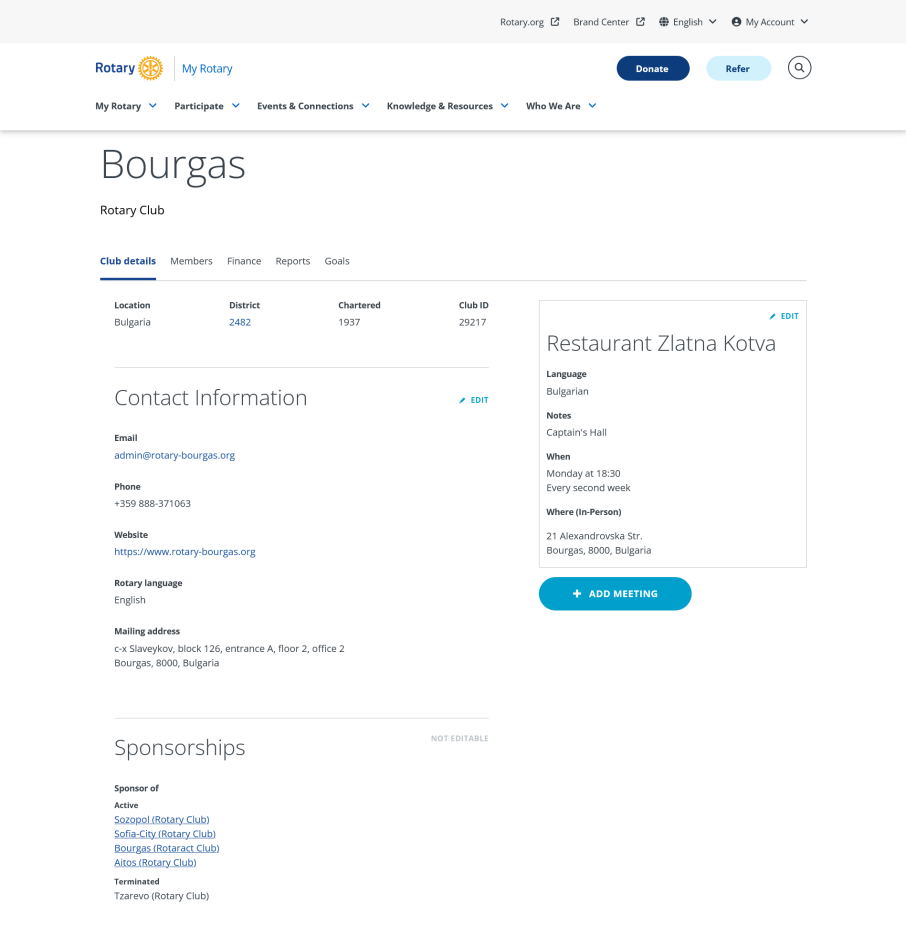 Rotary.org
Brand Center
English
My Account
Rotary
My Rotary
Donate
Refer
My Rotary
Participate
Events & Connections
Knowledge & Resources
Who We Are
Bourgas
Rotary Club
Club details
Members
Finance
Reports
Goals
Location
Bulgaria
District
2482
Chartered
1937
Club ID
29217
Contact Information
EDIT
Email
admin@rotary-bourgas.org
Phone
+359 888-371063
Website
https://www.rotary-bourgas.org
Rotary language
English
Mailing address
c-x Slaveykov, block 126, entrance A, floor 2, office 2
Bourgas, 8000, Bulgaria
Sponsorships
NOT EDITABLE
Sponsor of
Active
Sozopol (Rotary Club)
Sofia-City (Rotary Club)
Bourgas (Rotaract Club)
Aitos (Rotary Club)
Terminated
Tzarevo (Rotary Club)
EDIT
Restaurant Zlatna Kotva
Language
Bulgarian
Notes
Captain's Hall
When
Monday at 18:30
Every second week
Where (In-Person)
21 Alexandrovska Str.
Bourgas, 8000, Bulgaria
+ ADD MEETING